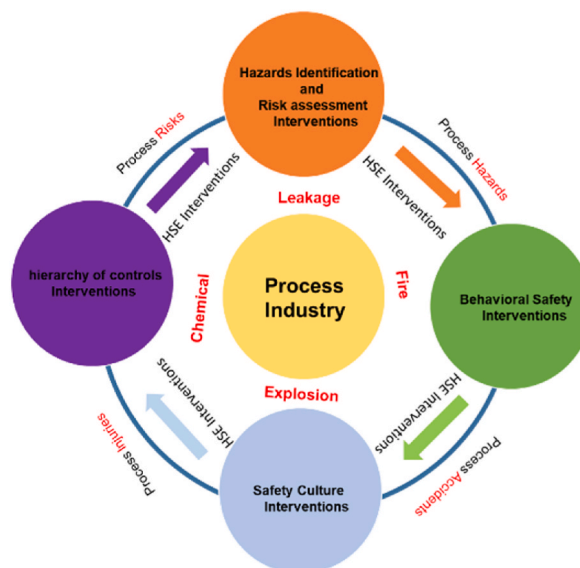 Hazards Identification
and
Risk assessment
Interventions
Process Risks
HSE Interventions
Process Hazards
HSE Interventions
Leakage
hierarchy of controls
Interventions
Chemical
Process
Industry
Fire
Behavioral Safety
Interventions
Explosion
HSE Interventions
Process Injuries
HSE Interventions
Process Accidents
Safety Culture
Interventions